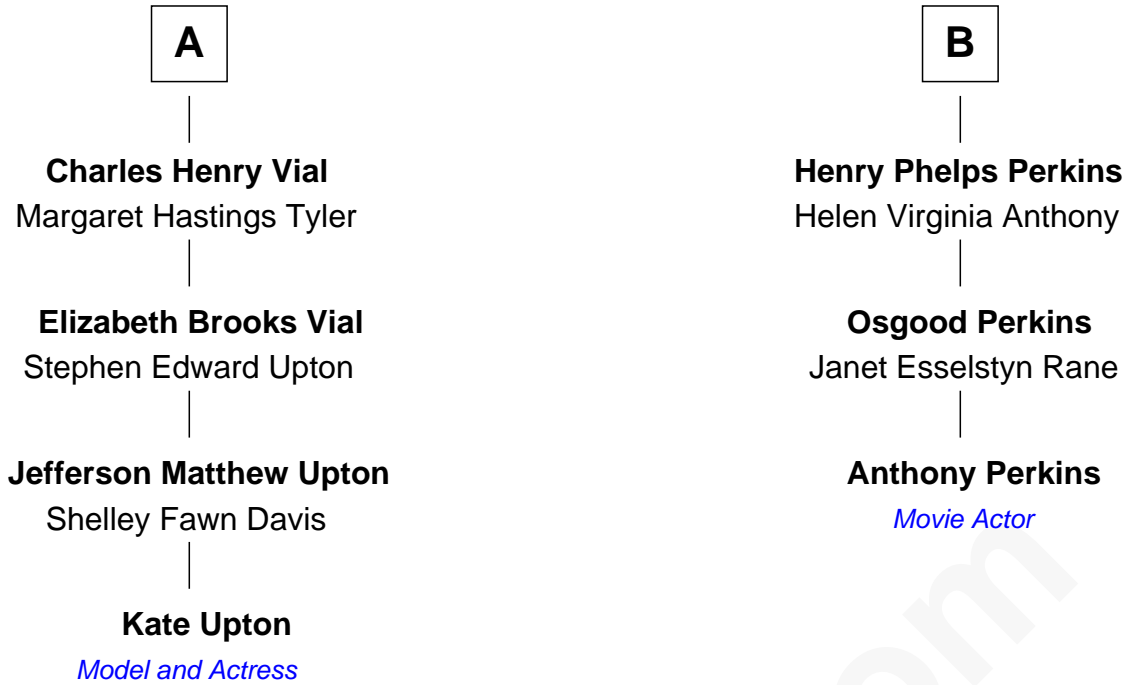 A
Charles Henry Vial
Margaret Hastings Tyler
Elizabeth Brooks Vial
Stephen Edward Upton
Jefferson Matthew Upton
Shelley Fawn Davis
Kate Upton
Model and Actress
B
Henry Phelps Perkins
Helen Virginia Anthony
Osgood Perkins
Janet Esselstyn Rane
Anthony Perkins
Movie Actor
om